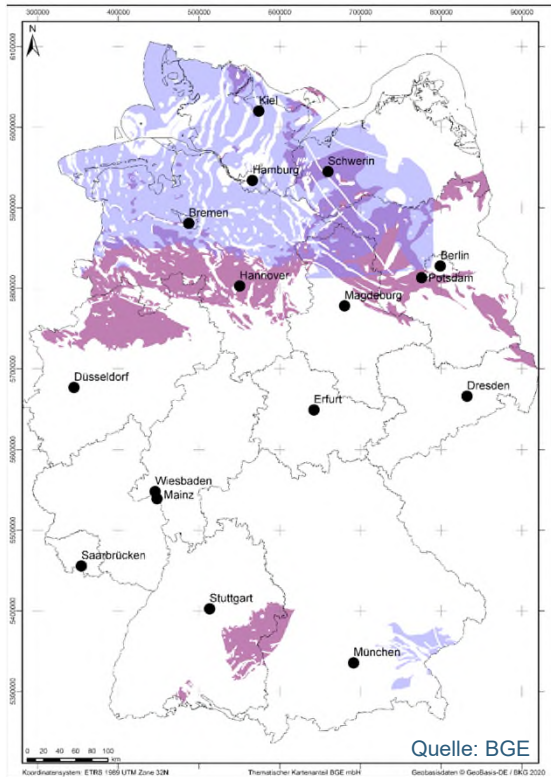 300000 400000 500000 600000 700000 800000 900000
6100000
N
Kiel
6000000
Schwerin
Hamburg
5900000
Bremen
Berlin
Hannover
5800000
Potsdam
Magdeburg
5700000
Düsseldorf
Dresden
Erfurt
5600000
Wiesbaden
Mainz
5500000
Saarbrücken
Stuttgart
5400000
München
5300000
Quelle: BGE
0 20 40 60 80 100
km
Koordinatensystem: ETRS 1989 UTM Zone 32N Thematischer Kartenanteil BGE mbH Geobasisdaten © GeoBasis-DE / BKG 2020